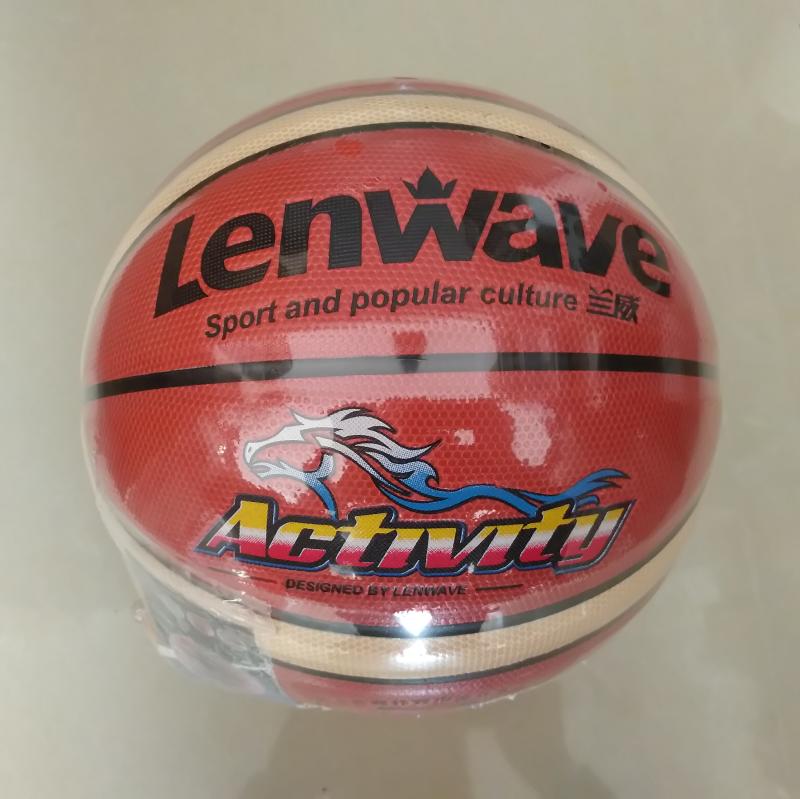 Lenwave
Sport and popular culture 兰威
Activity
DESIGNED BY LENWAVE